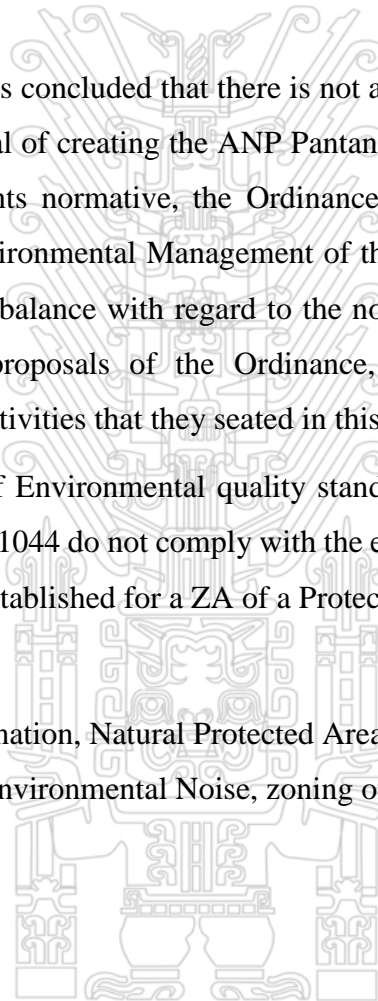 s concluded that there is not a
al of creating the ANP Pantan
nts normative, the Ordinance
vironmental Management of th
balance with regard to the no
proposals of the Ordinance,
tivities that they seated in this
f Environmental quality stand
1044 do not comply with the e
stablished for a ZA of a Protec
nation, Natural Protected Area
nvironmental Noise, zoning o